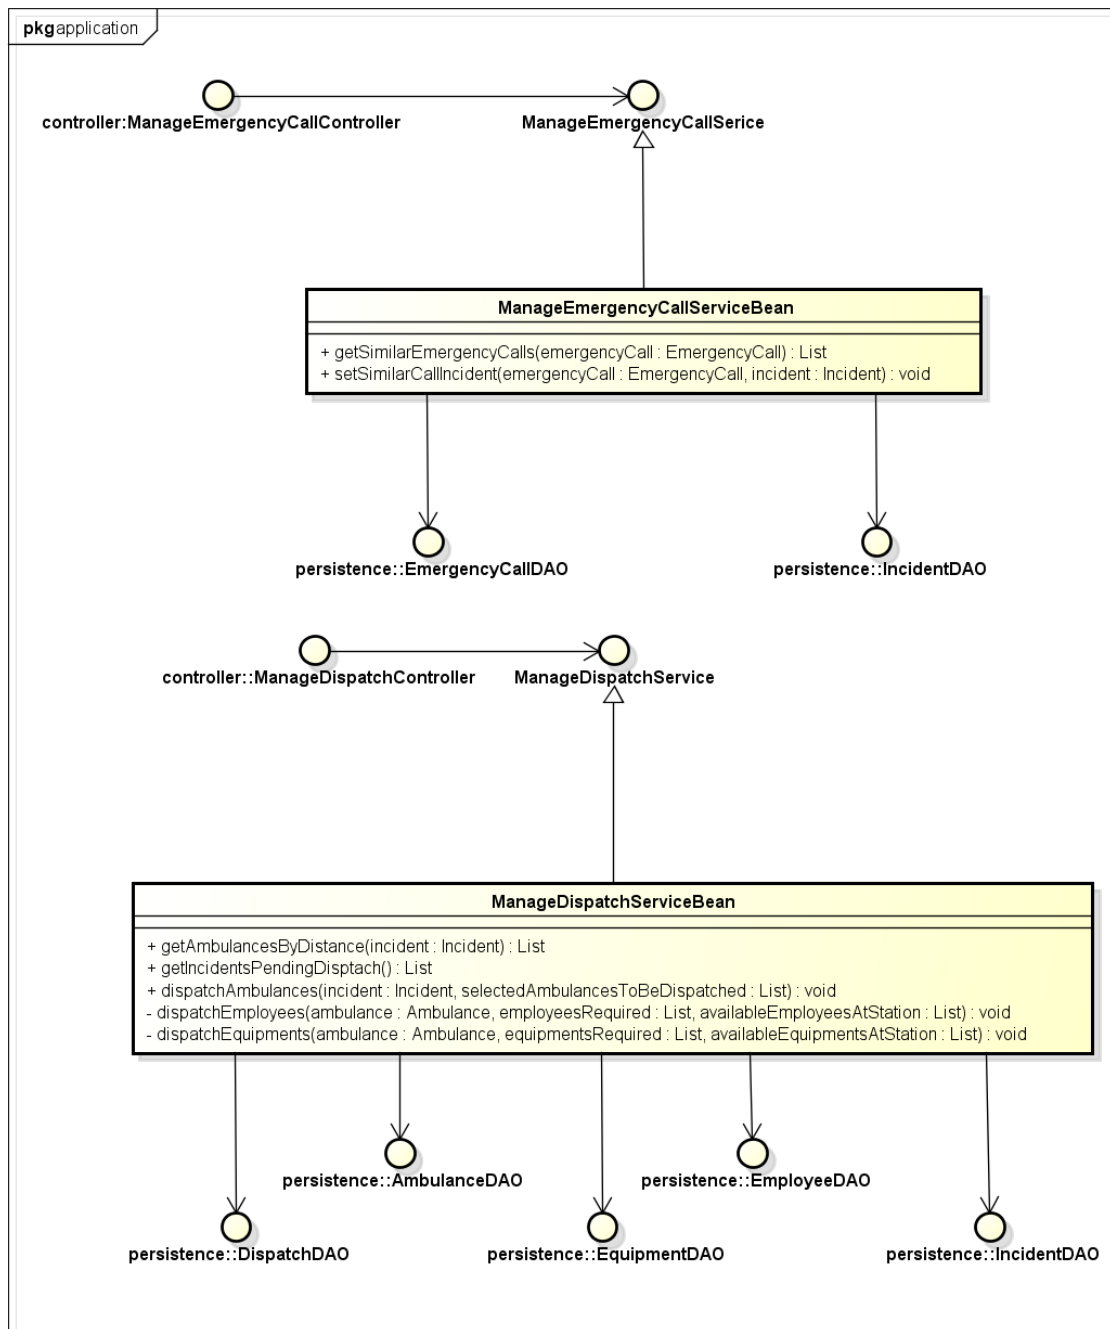 pkg application
controller:ManageEmergencyCallController
ManageEmergencyCallSerice
ManageEmergencyCallServiceBean
+ getSimilarEmergencyCalls(emergencyCall : EmergencyCall) : List
+ setSimilarCallIncident(emergencyCall : EmergencyCall, incident : Incident) : void
persistence::EmergencyCallDAO
persistence::IncidentDAO
controller::ManageDispatchController
ManageDispatchService
ManageDispatchServiceBean
+ getAmbulancesByDistance(incident : Incident) : List
+ getIncidentsPendingDisptach() : List
+ dispatchAmbulances(incident : Incident, selectedAmbulancesToBeDispatched : List) : void
- dispatchEmployees(ambulance : Ambulance, employeesRequired : List, availableEmployeesAtStation : List) : void
- dispatchEquipments(ambulance : Ambulance, equipmentsRequired : List, availableEquipmentsAtStation : List) : void
persistence::AmbulanceDAO
persistence::EmployeeDAO
persistence::DispatchDAO
persistence::EquipmentDAO
persistence::IncidentDAO